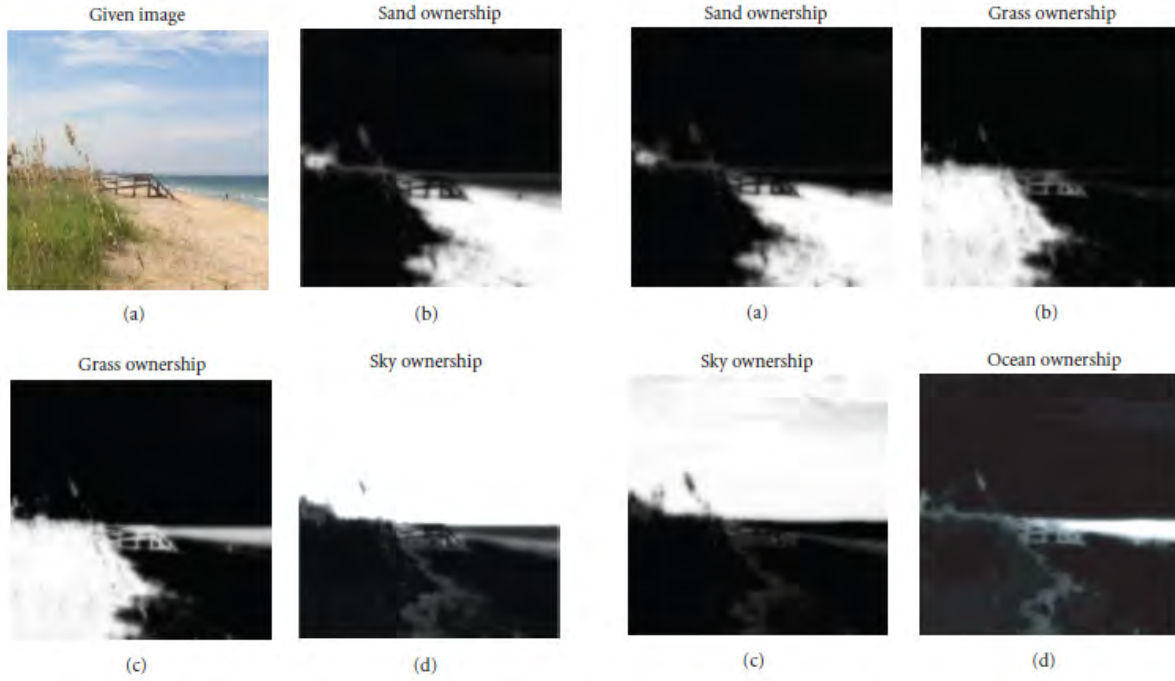 Given image
Sand ownership
(a)
(b)
Grass ownership
Sky ownership
(c)
(d)
Sand ownership
Grass ownership
(a)
(b)
Sky ownership
Ocean ownership
(c)
(d)